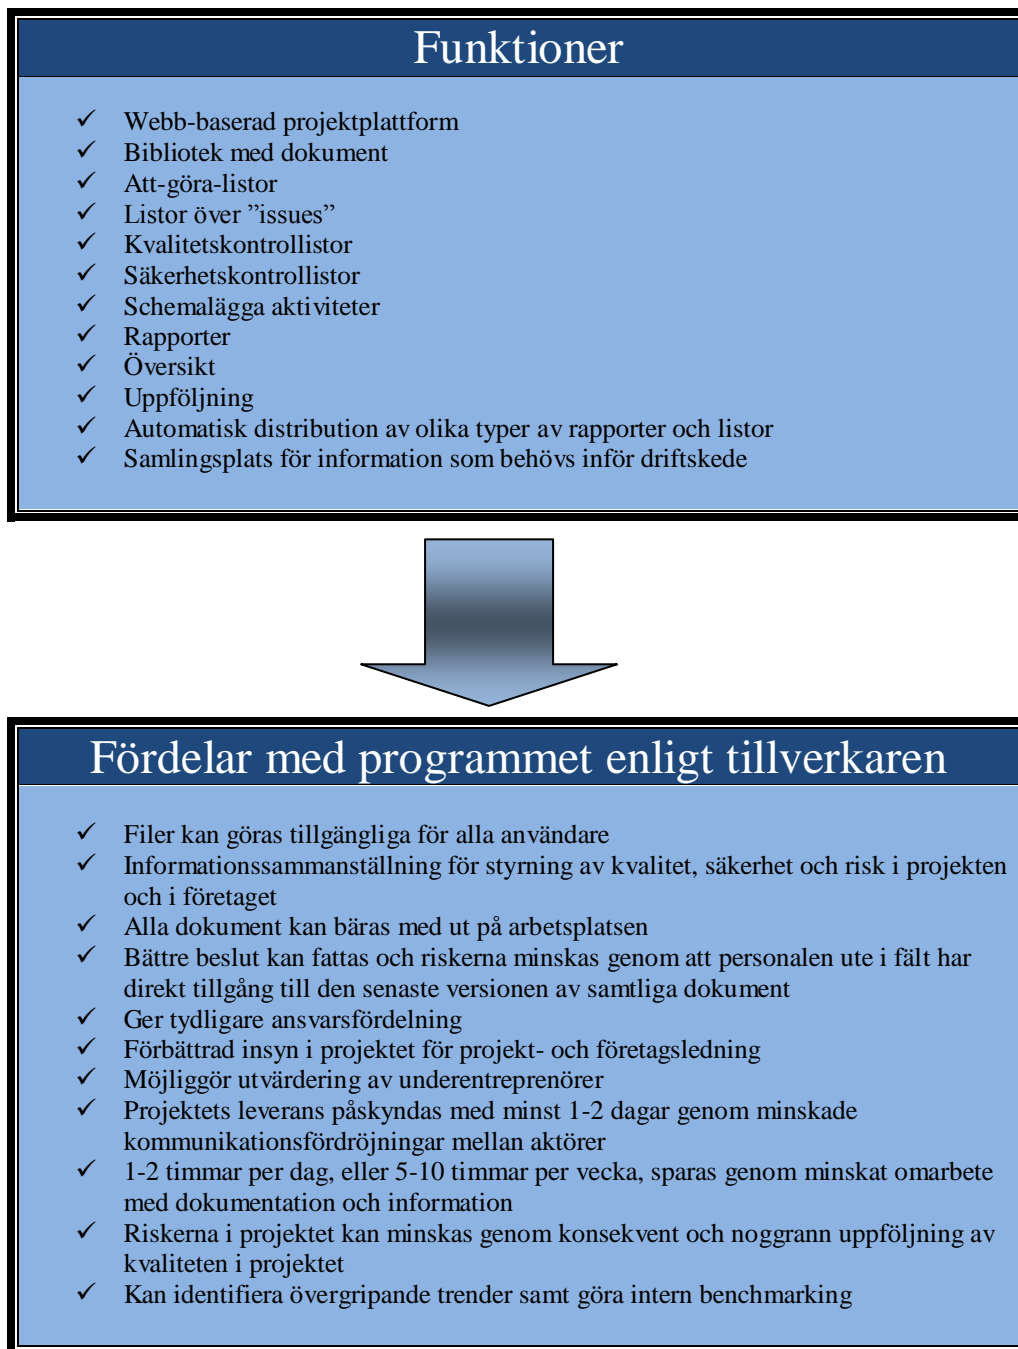 Funktioner
✓ Webb-baserad projektplattform
✓ Bibliotek med dokument
✓ Att-göra-listor
✓ Listor över ”issues”
✓ Kvalitetskontrollistor
✓ Säkerhetskontrollistor
✓ Schemalägga aktiviteter
✓ Rapporter
✓ Översikt
✓ Uppföljning
✓ Automatisk distribution av olika typer av rapporter och listor
✓ Samlingsplats för information som behövs inför driftskede
Fördelar med programmet enligt tillverkaren
✓ Filer kan göras tillgängliga för alla användare
✓ Informationssammanställning för styrning av kvalitet, säkerhet och risk i projekten
och i företaget
✓ Alla dokument kan bäras med ut på arbetsplatsen
✓ Bättre beslut kan fattas och riskerna minskas genom att personalen ute i fält har
direkt tillgång till den senaste versionen av samtliga dokument
✓ Ger tydligare ansvarsfördelning
✓ Förbättrad insyn i projektet för projekt- och företagsledning
✓ Möjliggör utvärdering av underentreprenörer
✓ Projektets leverans påskyndas med minst 1-2 dagar genom minskade
kommunikationsfördröjningar mellan aktörer
✓ 1-2 timmar per dag, eller 5-10 timmar per vecka, sparas genom minskat omarbete
med dokumentation och information
✓ Riskerna i projektet kan minskas genom konsekvent och noggrann uppföljning av
kvaliteten i projektet
✓ Kan identifiera övergripande trender samt göra intern benchmarking